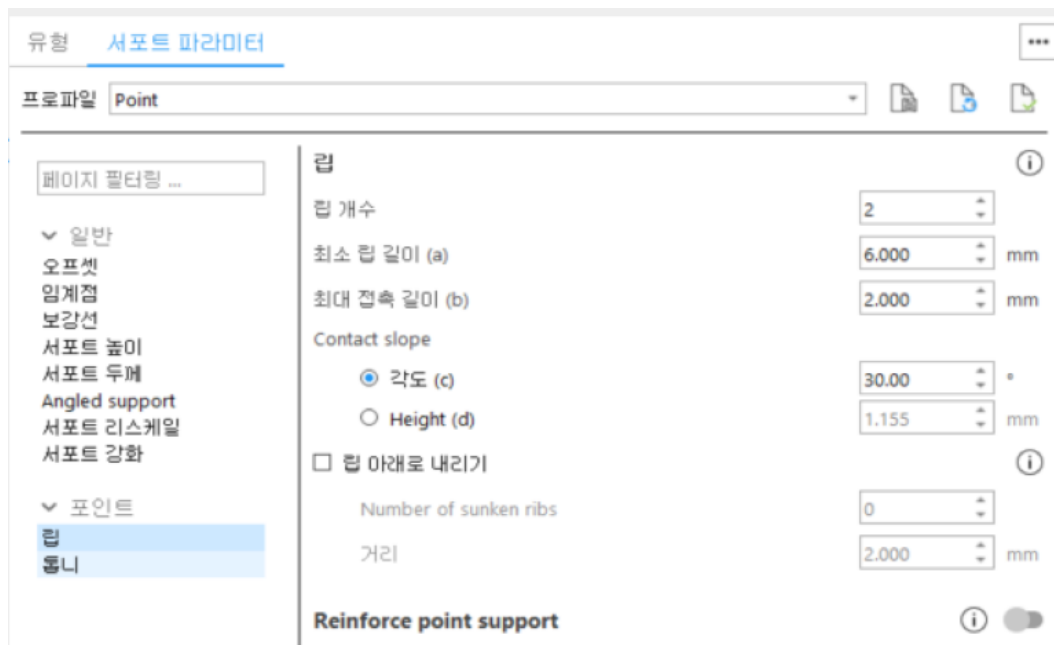 유형 서포트 파라미터
프로파일 Point
페이지 필터링 ...
일반
오프셋
임계점
보강선
서포트 높이
서포트 두께
Angled support
서포트 리스케일
서포트 강화
포인트
립
톱니
립
립 개수 2
최소 립 길이 (a) 6.000 mm
최대 접촉 길이 (b) 2.000 mm
Contact slope
각도 (c) 30.00 °
Height (d) 1.155 mm
립 아래로 내리기
Number of sunken ribs 0
거리 2.000 mm
Reinforce point support